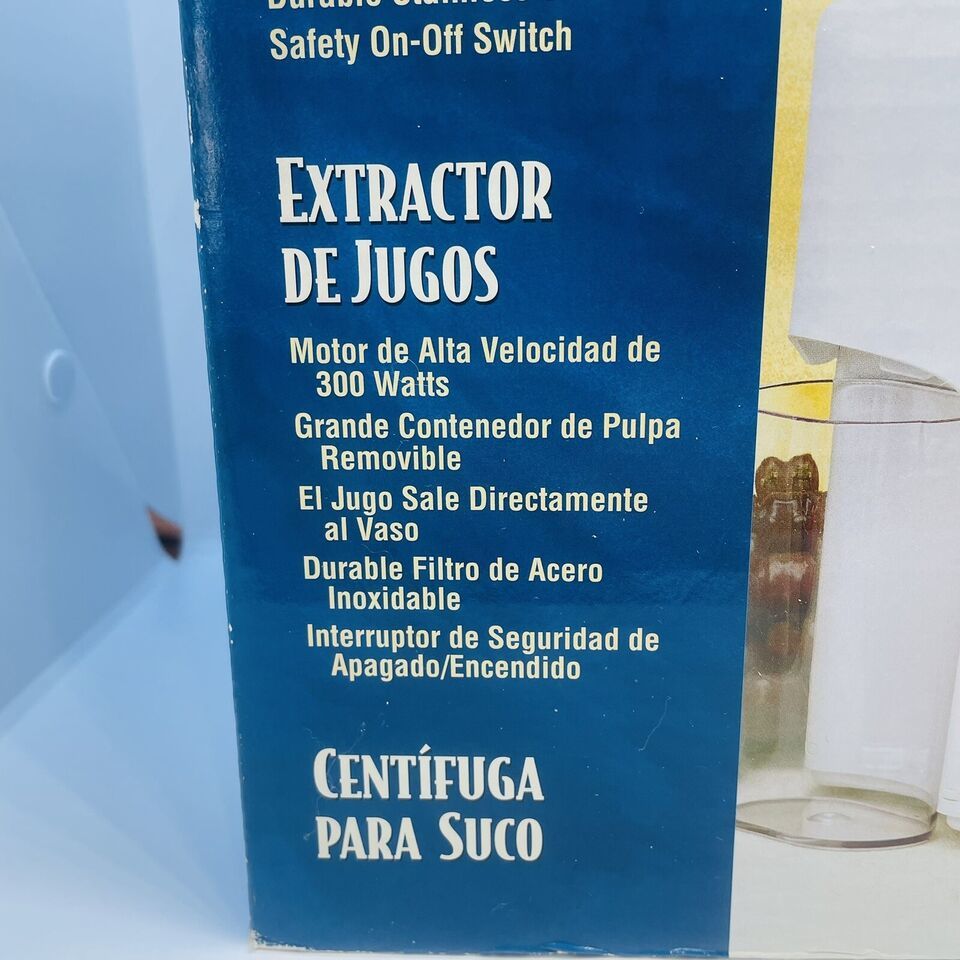 Durable Stainless
Safety On-Off Switch
EXTRACTOR
DE JUGOS
Motor de Alta Velocidad de
300 Watts
Grande Contenedor de Pulpa
Removible
El Jugo Sale Directamente
al Vaso
Durable Filtro de Acero
Inoxidable
Interruptor de Seguridad de
Apagado/Encendido
CENTÍFUGA
PARA SUCO